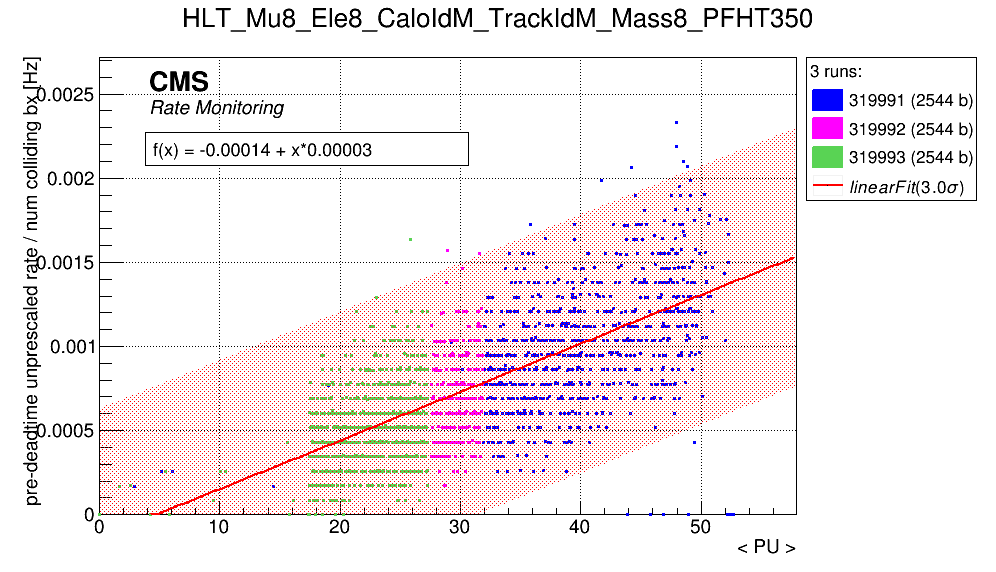 HLT_Mu8_Ele8_CaloIdM_TrackIdM_Mass8_PFHT350
pre-deadtime unprescaled rate / num colliding bx [Hz]
CMS
Rate Monitoring
f(x) = -0.00014 + x*0.00003
3 runs:
319991 (2544 b)
319992 (2544 b)
319993 (2544 b)
linearFit(3.0σ)
0.0025
0.002
0.0015
0.001
0.0005
0
0 10 20 30 40 50
< PU >